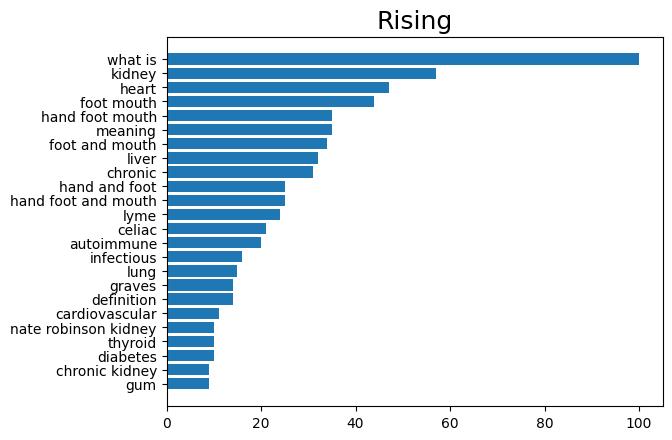 Rising
what is
kidney
heart
foot mouth
hand foot mouth
meaning
foot and mouth
liver
chronic
hand and foot
hand foot and mouth
lyme
celiac
autoimmune
infectious
lung
graves
definition
cardiovascular
nate robinson kidney
thyroid
diabetes
chronic kidney
gum
0 20 40 60 80 100